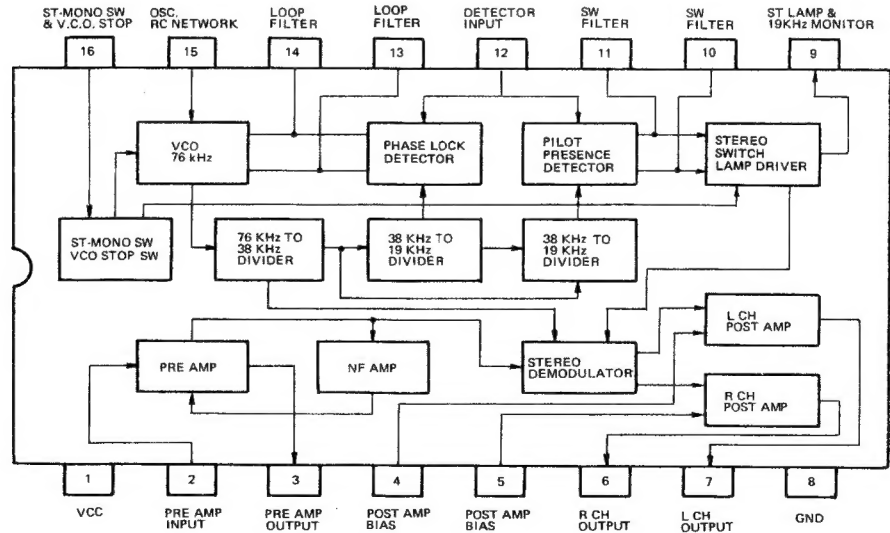 ST-MONO SW
& V.C.O. STOP
OSC.
RC NETWORK
LOOP
FILTER
LOOP
FILTER
DETECTOR
INPUT
SW
FILTER
SW
FILTER
ST LAMP &
19KHz MONITOR
16
15
14
13
12
11
10
9
VCO
76 kHz
PHASE LOCK
DETECTOR
PILOT
PRESENCE
DETECTOR
STEREO
SWITCH
LAMP DRIVER
ST-MONO SW
VCO STOP SW
76 KHz TO
38 KHz
DIVIDER
38 KHz TO
19 KHz
DIVIDER
38 KHz TO
19 KHz
DIVIDER
PRE AMP
NF AMP
STEREO
DEMODULATOR
L CH
POST AMP
R CH
POST AMP
1
2
3
4
5
6
7
8
VCC
PRE AMP
INPUT
PRE AMP
OUTPUT
POST AMP
BIAS
POST AMP
BIAS
R CH
OUTPUT
L CH
OUTPUT
GND